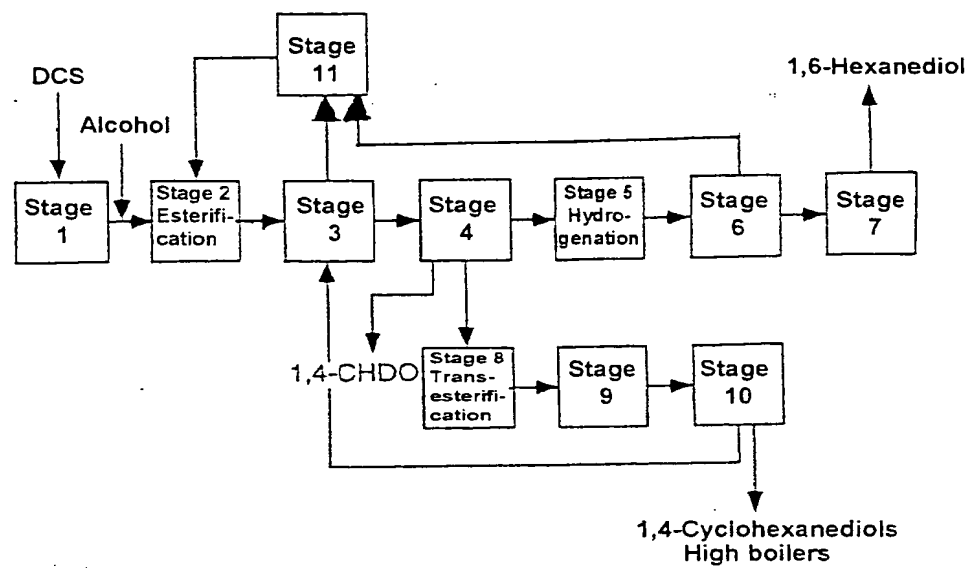 Stage
11
DCS
1,6-Hexanediol
Alcohol
Stage
1
Stage 2
Esterifi-
cation
Stage
3
Stage
4
Stage 5
Hydro-
genation
Stage
6
Stage
7
1,4-CHDO
Stage 8
Trans-
esterifi-
cation
Stage
9
Stage
10
1,4-Cyclohexanediols
High boilers